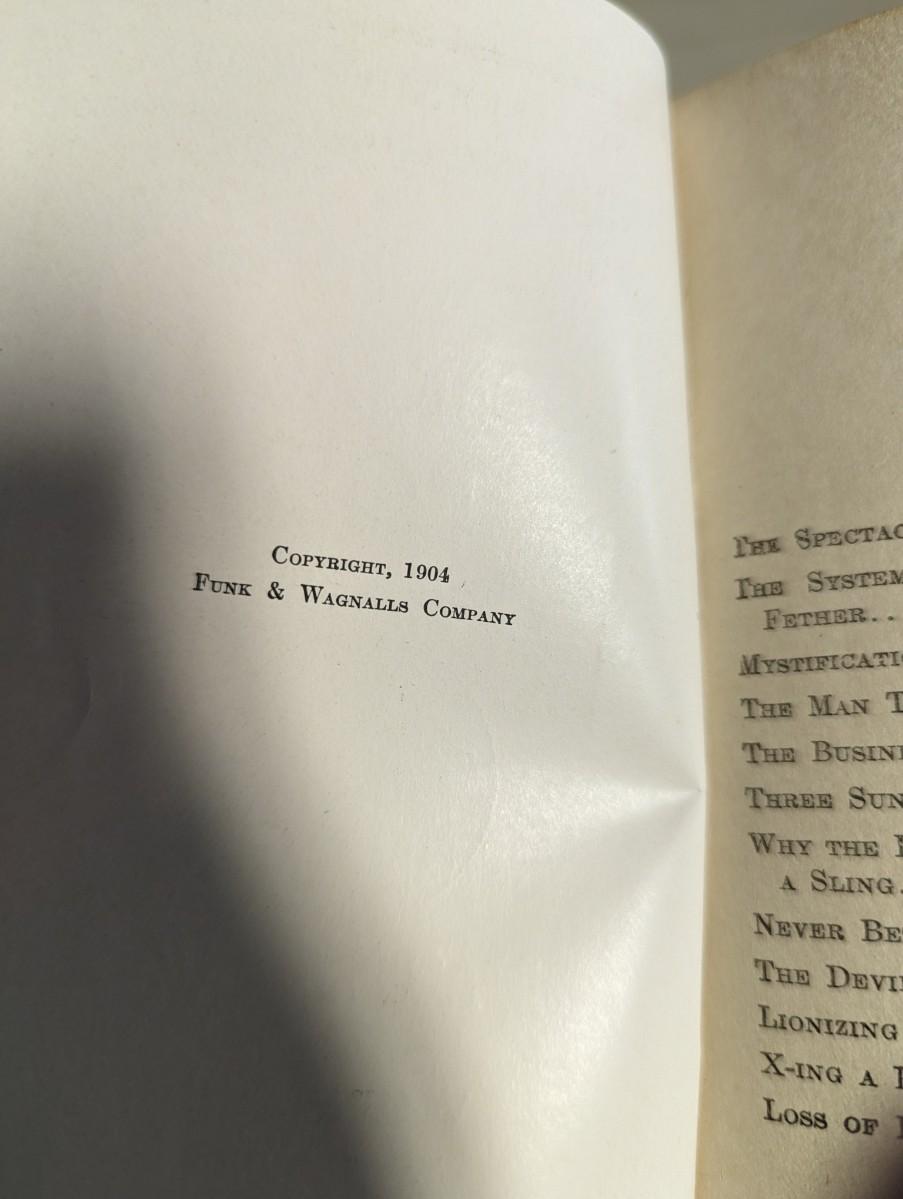 Copyright, 1904
Funk & Wagnalls Company
The Spectac
The System
Fether..
Mystificati
The Man T
The Busin
Three Sun
Why the
a Sling.
Never Be
The Devi
Lionizing
X-ing a
Loss of